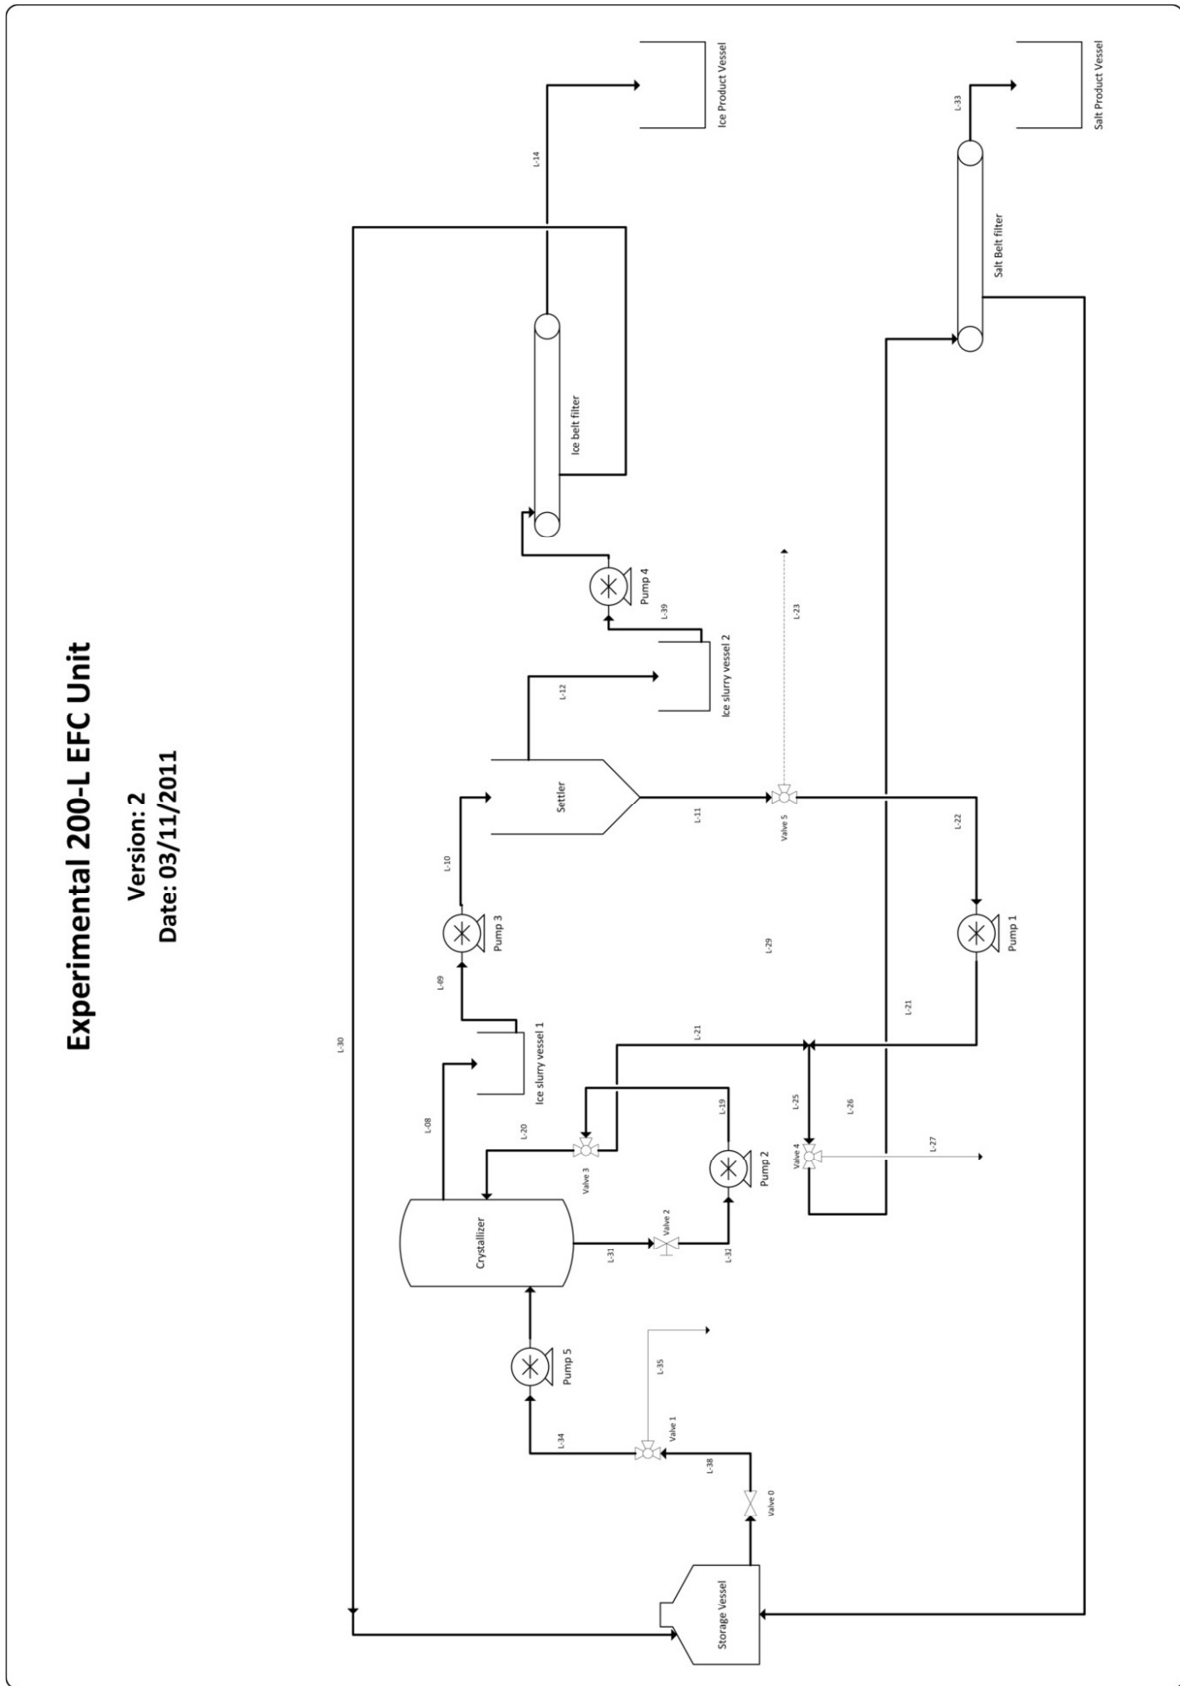 Experimental 200-L EFC Unit
Version: 2
Date: 03/11/2011
L-30
L-14
Ice Product Vessel
L-33
Salt Product Vessel
Salt Belt filter
Ice belt filter
Pump 4
L-39
L-23
Ice slurry vessel 2
L-12
Settler
L-11
Valve 5
L-22
L-10
Pump 3
L-09
L-29
Pump 1
L-21
L-21
Ice slurry vessel 1
L-08
L-20
L-19
L-25
L-26
Valve 3
Pump 2
Valve 4
L-27
Crystallizer
L-31
Valve 2
L-32
Pump 5
L-35
L-34
Valve 1
L-38
Valve 0
Storage Vessel